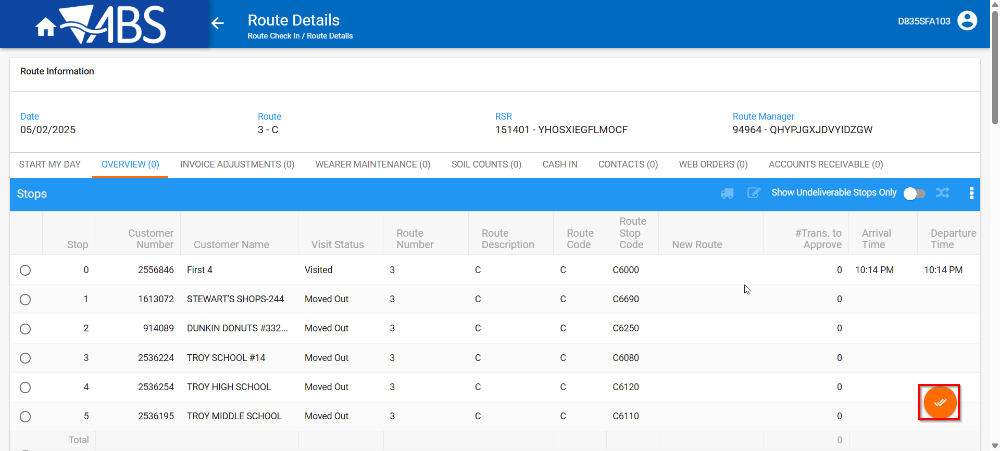 ABS
Route Details
Route Check In / Route Details
D835SFA103
Route Information
Date
05/02/2025
Route
3 - C
RSR
151401 - YHOSXIEGFLMOCF
Route Manager
94964 - QHYPJGXJDVYIDZGW
START MY DAY OVERVIEW (0) INVOICE ADJUSTMENTS (0) WEARER MAINTENANCE (0) SOIL COUNTS (0) CASH IN CONTACTS (0) WEB ORDERS (0) ACCOUNTS RECEIVABLE (0)
Stops Show Undeliverable Stops Only
Stop
Customer
Number
Customer Name
Visit Status
Route
Number
Route
Description
Route
Code
Route
Stop
Code
New Route
#Trans. to
Approve
Arrival
Time
Departure
Time
0 2556846 First 4 Visited 3 C C C6000 0 10:14 PM 10:14 PM
1 1613072 STEWART'S SHOPS-244 Moved Out 3 C C C6690 0
2 914089 DUNKIN DONUTS #332... Moved Out 3 C C C6250 0
3 2536224 TROY SCHOOL #14 Moved Out 3 C C C6080 0
4 2536254 TROY HIGH SCHOOL Moved Out 3 C C C6120 0
5 2536195 TROY MIDDLE SCHOOL Moved Out 3 C C C6110 0
Total 0